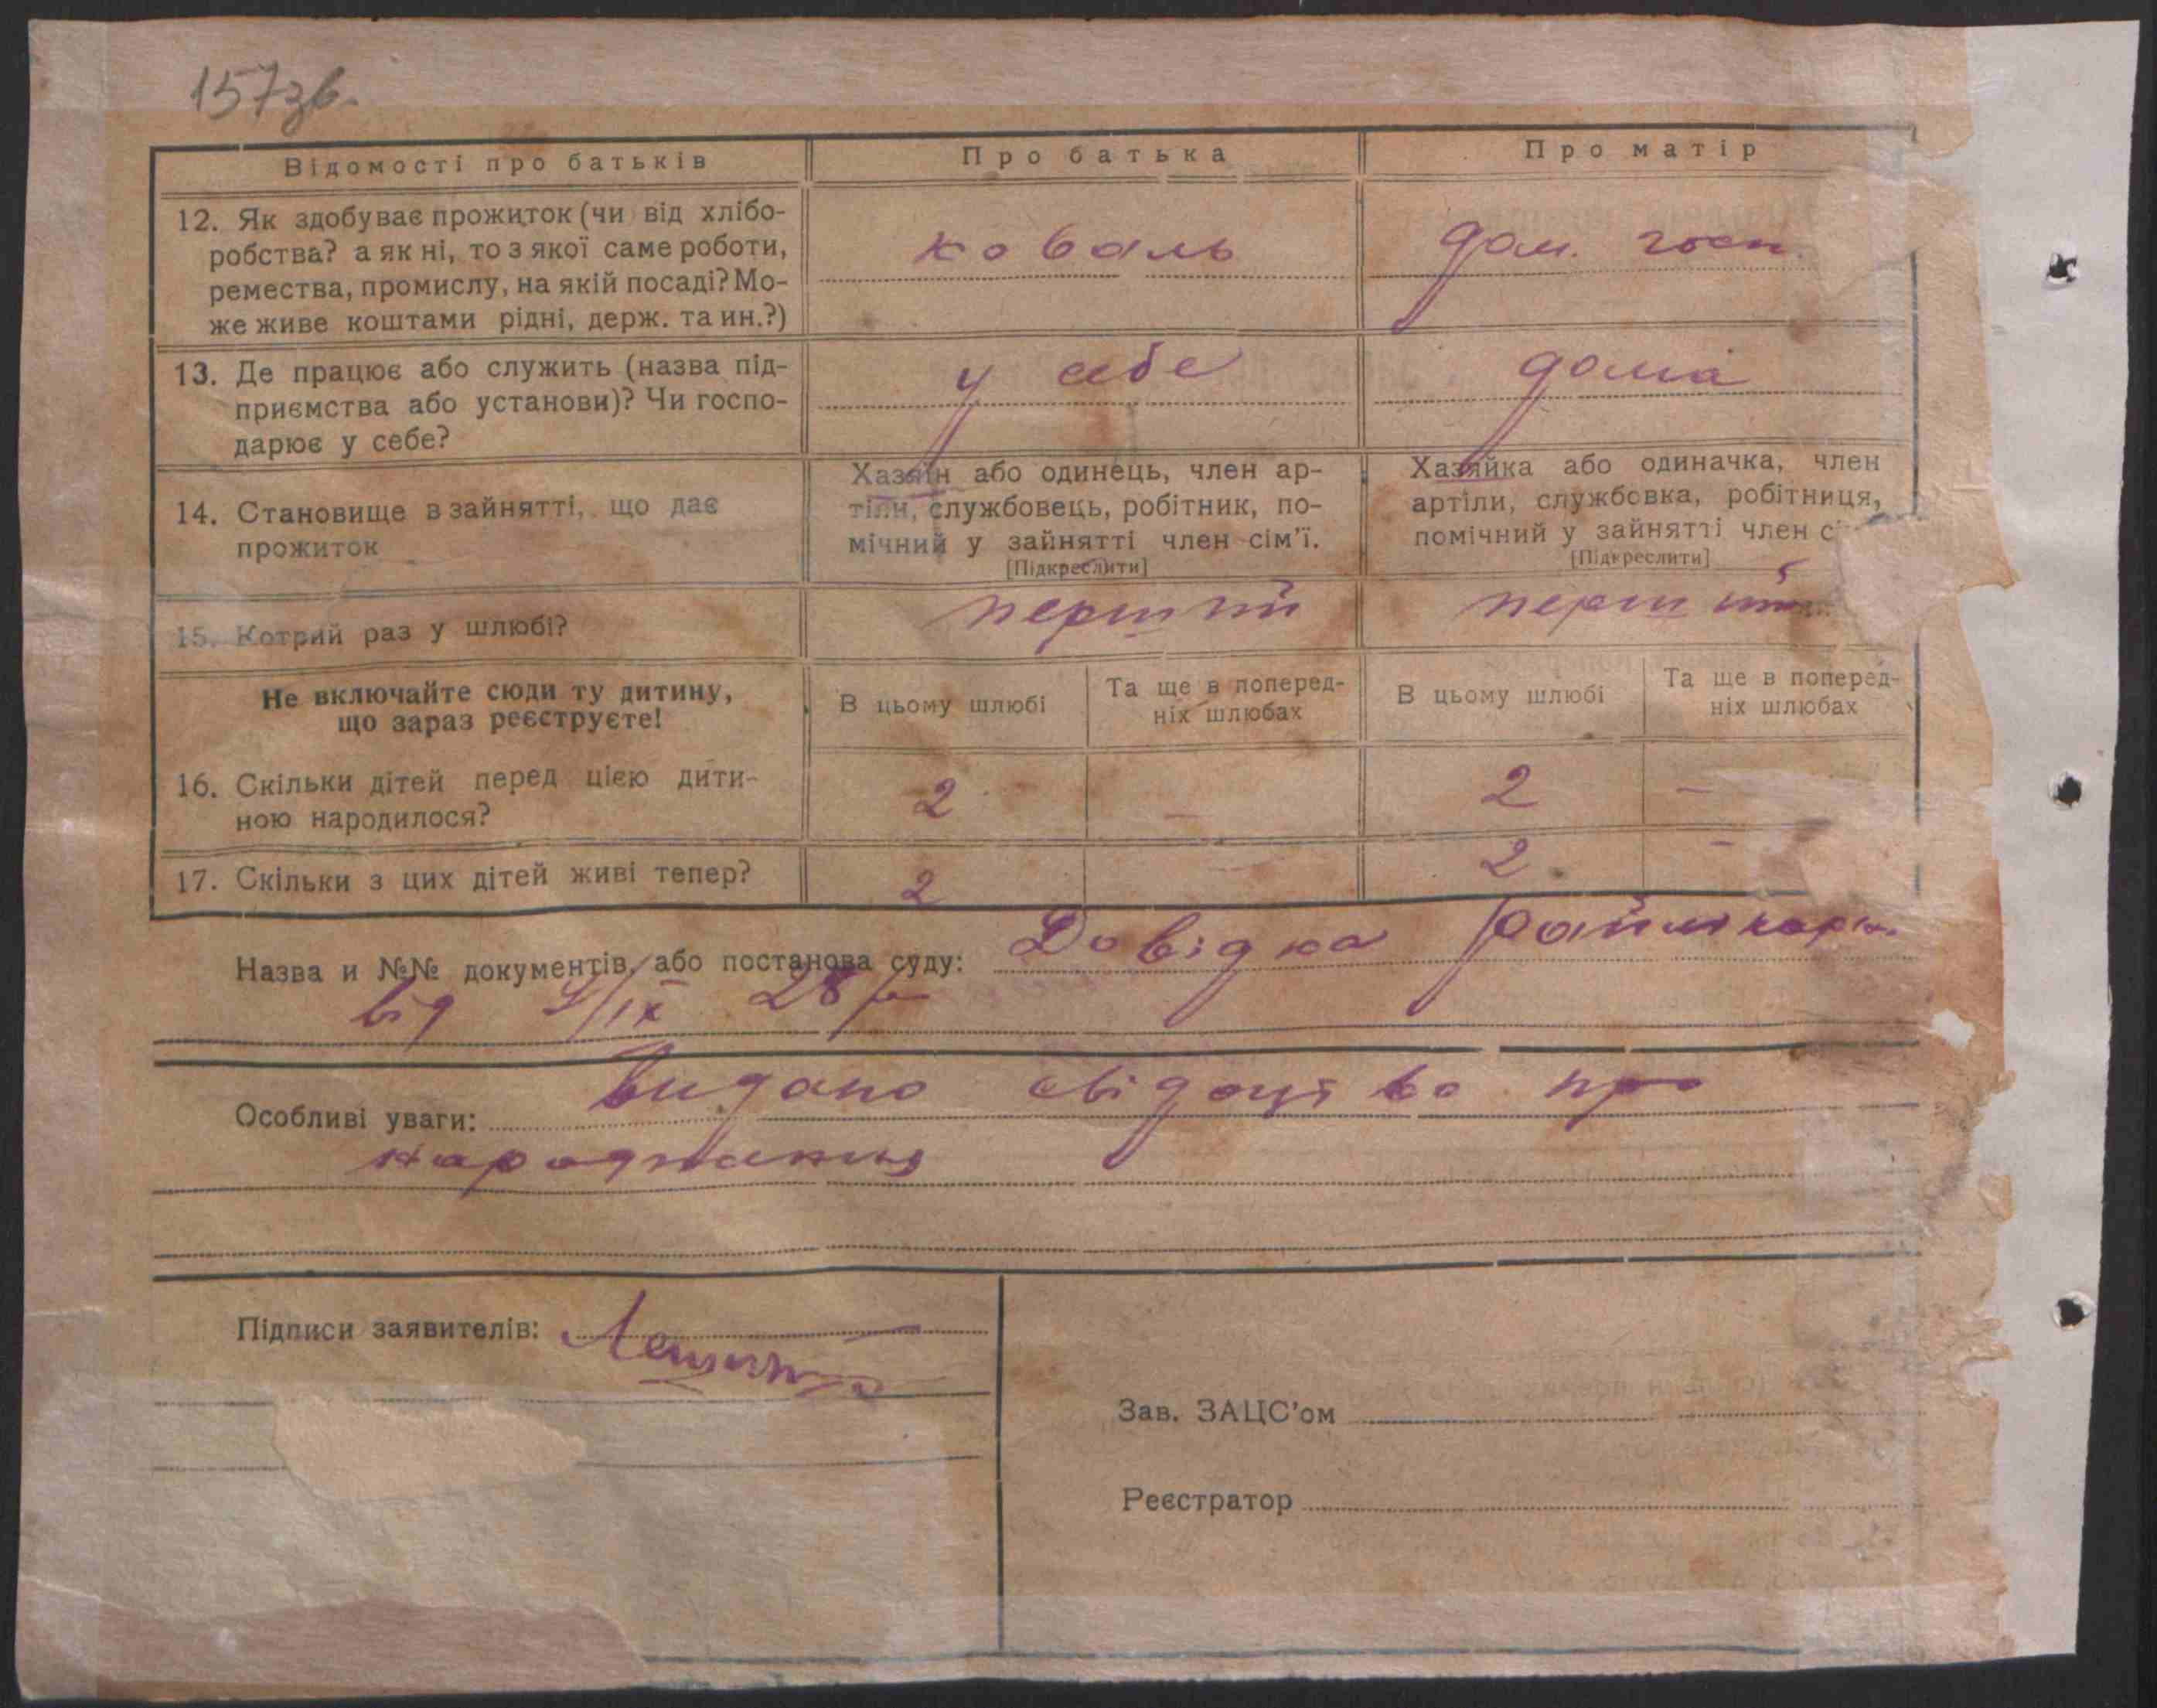 157зв.
Відомості про батьків
Про батька
Про матір
12. Як здобуває прожиток (чи від хлібо-
робства? а як ні, то з якої саме роботи,
ремества, промислу, на якій посаді? Мо-
же живе коштами рідні, держ. та ин.?)
коваль
дом. госп.
13. Де працює або служить (назва під-
приємства або установи)? Чи госпо-
дарює у себе?
у себе
дома
14. Становище в зайнятті, що дає
прожиток
Хазяїн або одинець, член ар-
тіли, службовець, робітник, по-
мічний у зайнятті член сім'ї.
[Підкреслити]
Хазяйка або одиначка, член
артіли, службовка, робітниця,
помічний у зайнятті член сі
[Підкреслити]
15. Котрий раз у шлюбі?
перший
перший
Не включайте сюди ту дитину,
що зараз реєструєте!
В цьому шлюбі
Та ще в поперед-
ніх шлюбах
В цьому шлюбі
Та ще в поперед-
ніх шлюбах
16. Скільки дітей перед цією дити-
ною народилося?
2 — 2 —
17. Скільки з цих дітей живі тепер?
2 — 2 —
Назва и №№ документів, або постанова суду: Довідка
від /ІХ 28 р
Особливі уваги: видано свідоцтво про
народження
Підписи заявителів:
Зав. ЗАЦС'ом
Реєстратор